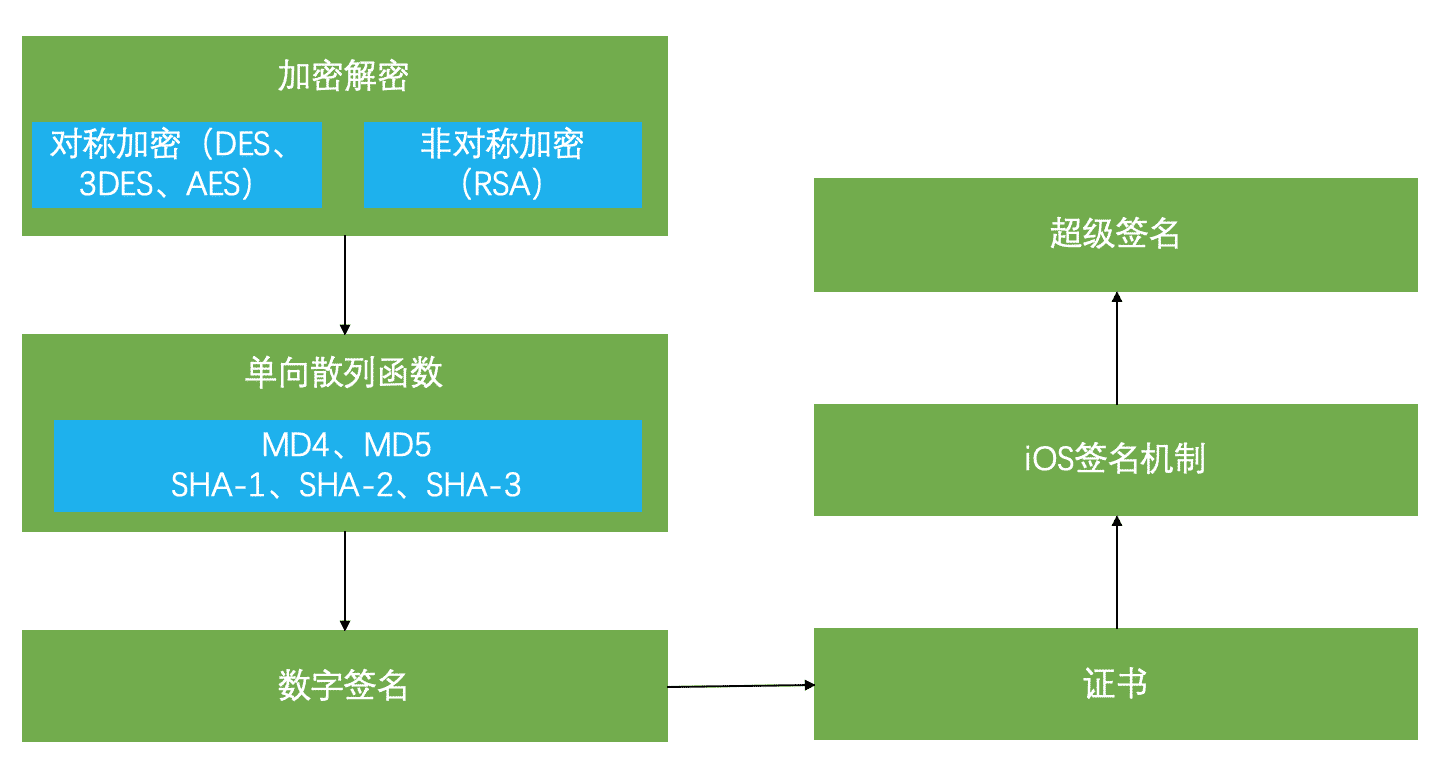 加密解密
对称加密（DES、
3DES、AES）
非对称加密
（RSA）
单向散列函数
MD4、MD5
SHA-1、SHA-2、SHA-3
数字签名
证书
iOS签名机制
超级签名